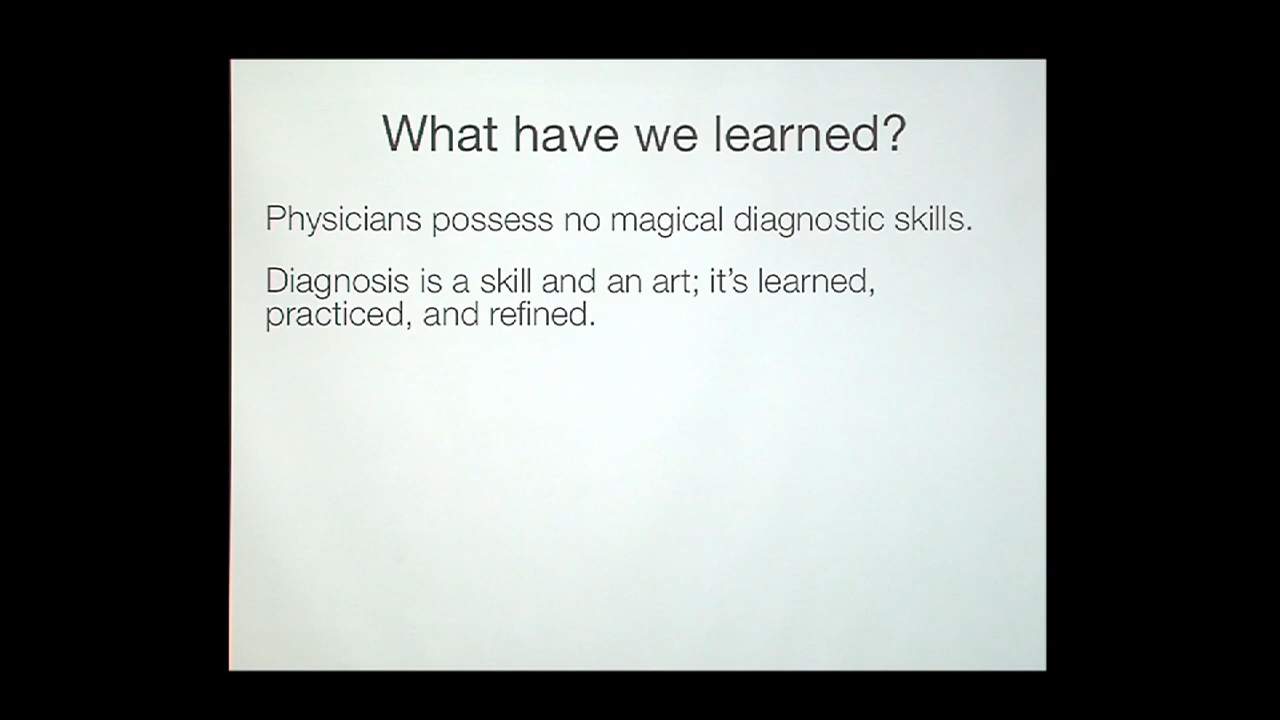 What have we learned?
Physicians possess no magical diagnostic skills.
Diagnosis is a skill and an art; it's learned,
practiced, and refined.